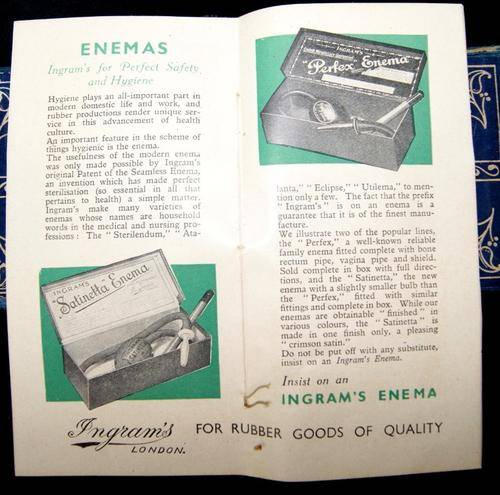 ENEMAS
Ingram's for Perfect Safety
and Hygiene
Hygiene plays an all-important part in
modern domestic life and work, and
rubber productions render unique ser-
vice in this advancement of health
culture.
An important feature in the scheme of
things hygienic is the enema.
The usefulness of the modern enema
was only made possible by Ingram's
original Patent of the Seamless Enema,
an invention which has made perfect
sterilisation (so essential in all that
pertains to health) a simple matter.
Ingram's make many varieties of
enemas whose names are household
words in the medical and nursing pro-
fessions : The "Sterilendum," "Ata-
INGRAM'S
Satinetta Enema
INGRAM'S
"Perfex" Enema
lanta," "Eclipse," "Utilema," to men-
tion only a few. The fact that the prefix
"Ingram's" is on an enema is a
guarantee that it is of the finest manu-
facture.
We illustrate two of the popular lines,
the "Perfex," a well-known reliable
family enema fitted complete with bone
rectum pipe, vagina pipe and shield.
Sold complete in box with full direc-
tions, and the "Satinetta," the new
enema with a slightly smaller bulb than
the "Perfex," fitted with similar
fittings and complete in box. While our
enemas are obtainable "finished" in
various colours, the "Satinetta" is
made in one finish only, a pleasing
"crimson satin."
Do not be put off with any substitute,
insist on an Ingram's Enema.
Insist on an
INGRAM'S ENEMA
Ingram's
LONDON.
FOR RUBBER GOODS OF QUALITY